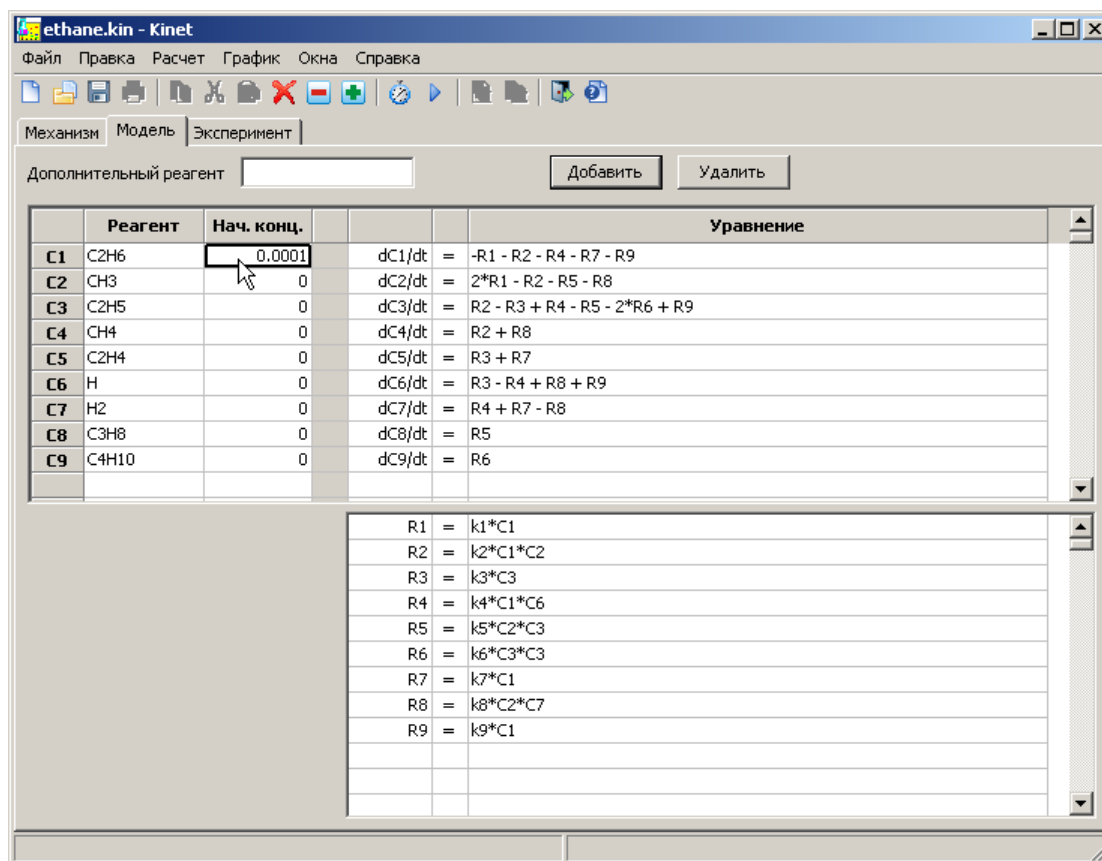 ethane.kin - Kinet
Файл Правка Расчет График Окна Справка
Механизм Модель Эксперимент
Дополнительный реагент Добавить Удалить
Реагент Нач. конц. Уравнение
C1 C2H6 0.0001 dC1/dt = -R1 - R2 - R4 - R7 - R9
C2 CH3 0 dC2/dt = 2*R1 - R2 - R5 - R8
C3 C2H5 0 dC3/dt = R2 - R3 + R4 - R5 - 2*R6 + R9
C4 CH4 0 dC4/dt = R2 + R8
C5 C2H4 0 dC5/dt = R3 + R7
C6 H 0 dC6/dt = R3 - R4 + R8 + R9
C7 H2 0 dC7/dt = R4 + R7 - R8
C8 C3H8 0 dC8/dt = R5
C9 C4H10 0 dC9/dt = R6
R1 = k1*C1
R2 = k2*C1*C2
R3 = k3*C3
R4 = k4*C1*C6
R5 = k5*C2*C3
R6 = k6*C3*C3
R7 = k7*C1
R8 = k8*C2*C7
R9 = k9*C1